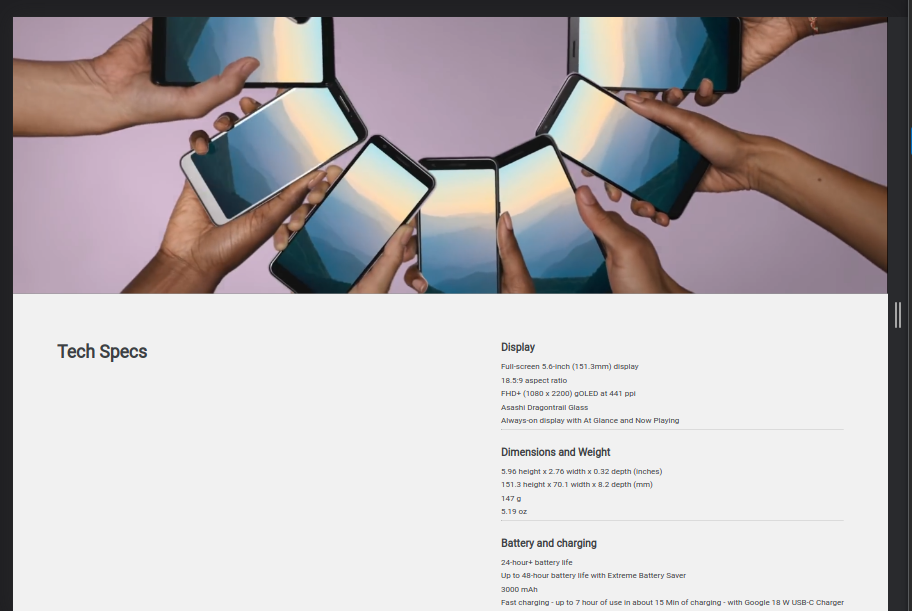 Tech Specs
Display
Full-screen 5.6-inch (151.3mm) display
18.5:9 aspect ratio
FHD+ (1080 x 2200) gOLED at 441 ppi
Asashi Dragontrail Glass
Always-on display with At Glance and Now Playing
Dimensions and Weight
5.96 height x 2.76 width x 0.32 depth (inches)
151.3 height x 70.1 width x 8.2 depth (mm)
147 g
5.19 oz
Battery and charging
24-hour+ battery life
Up to 48-hour battery life with Extreme Battery Saver
3000 mAh
Fast charging - up to 7 hour of use in about 15 Min of charging - with Google 18 W USB-C Charger